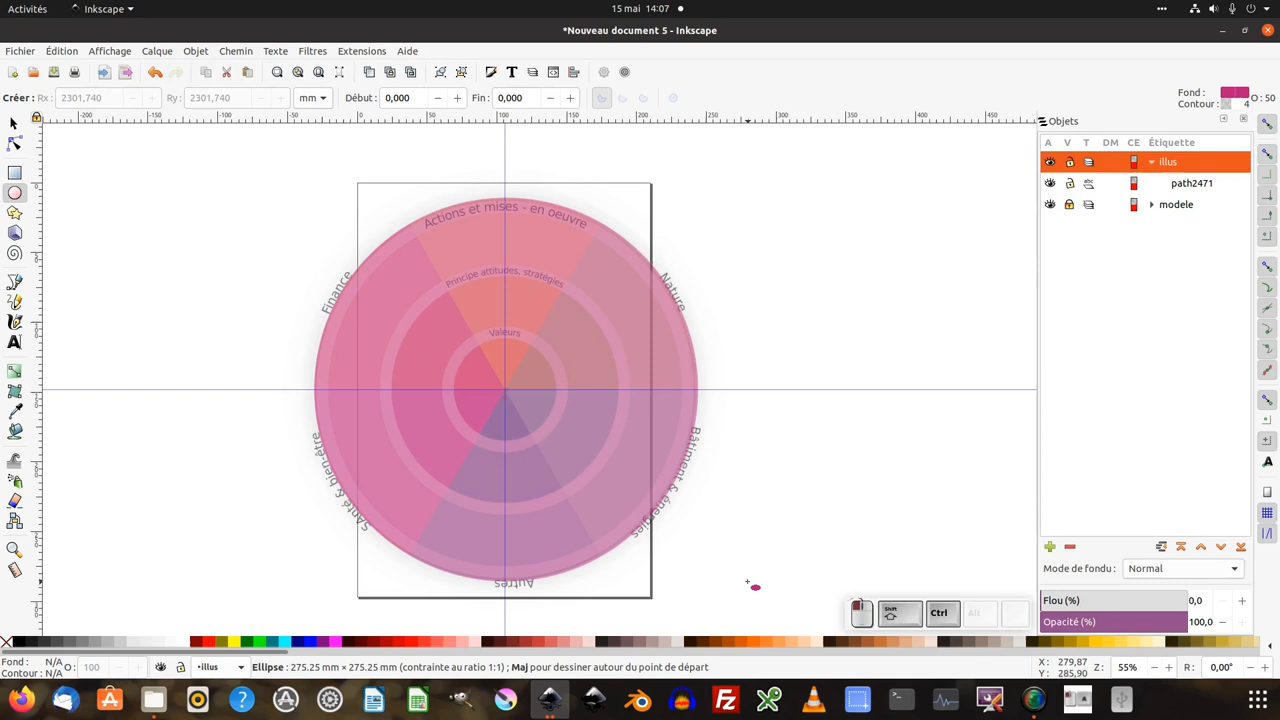 Activités Inkscape 15 mai 14:07
*Nouveau document 5 - Inkscape
Fichier Édition Affichage Calque Objet Chemin Texte Filtres Extensions Aide
Créer: Rx: 2301,740 Ry: 2301,740 mm Début: 0,000 − + Fin: 0,000 − +
Fond : O: 50
Contour: 4
Objets
A V T DM CE Étiquette
illus
path2471
modele
Actions et mises - en oeuvre
Finance
Nature
Principe attitudes, stratégies
Valeurs
SAnté & bien-être
Bâtiment & énergies
Autres
Mode de fondu : Normal
Flou (%) 0,0 − +
Opacité (%) 100,0 − +
Shift Ctrl Alt
Fond : N/A O: 100
Contour : N/A
•illus
Ellipse : 275.25 mm × 275.25 mm (contrainte au ratio 1:1) ; Maj pour dessiner autour du point de départ
X: 279,87
Y: 285,90
Z: 55% − + R: 0,00° − +